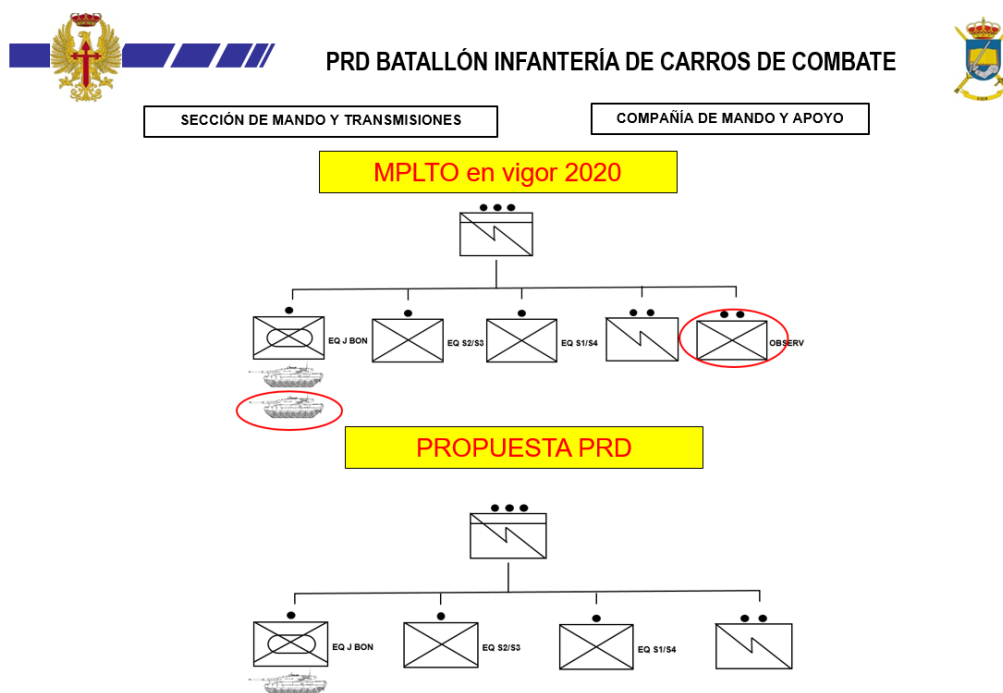 PRD BATALLÓN INFANTERÍA DE CARROS DE COMBATE
SECCIÓN DE MANDO Y TRANSMISIONES
COMPAÑÍA DE MANDO Y APOYO
MPLTO en vigor 2020
EQ J BON
EQ S2/S3
EQ S1/S4
OBSERV
PROPUESTA PRD
EQ J BON
EQ S2/S3
EQ S1/S4